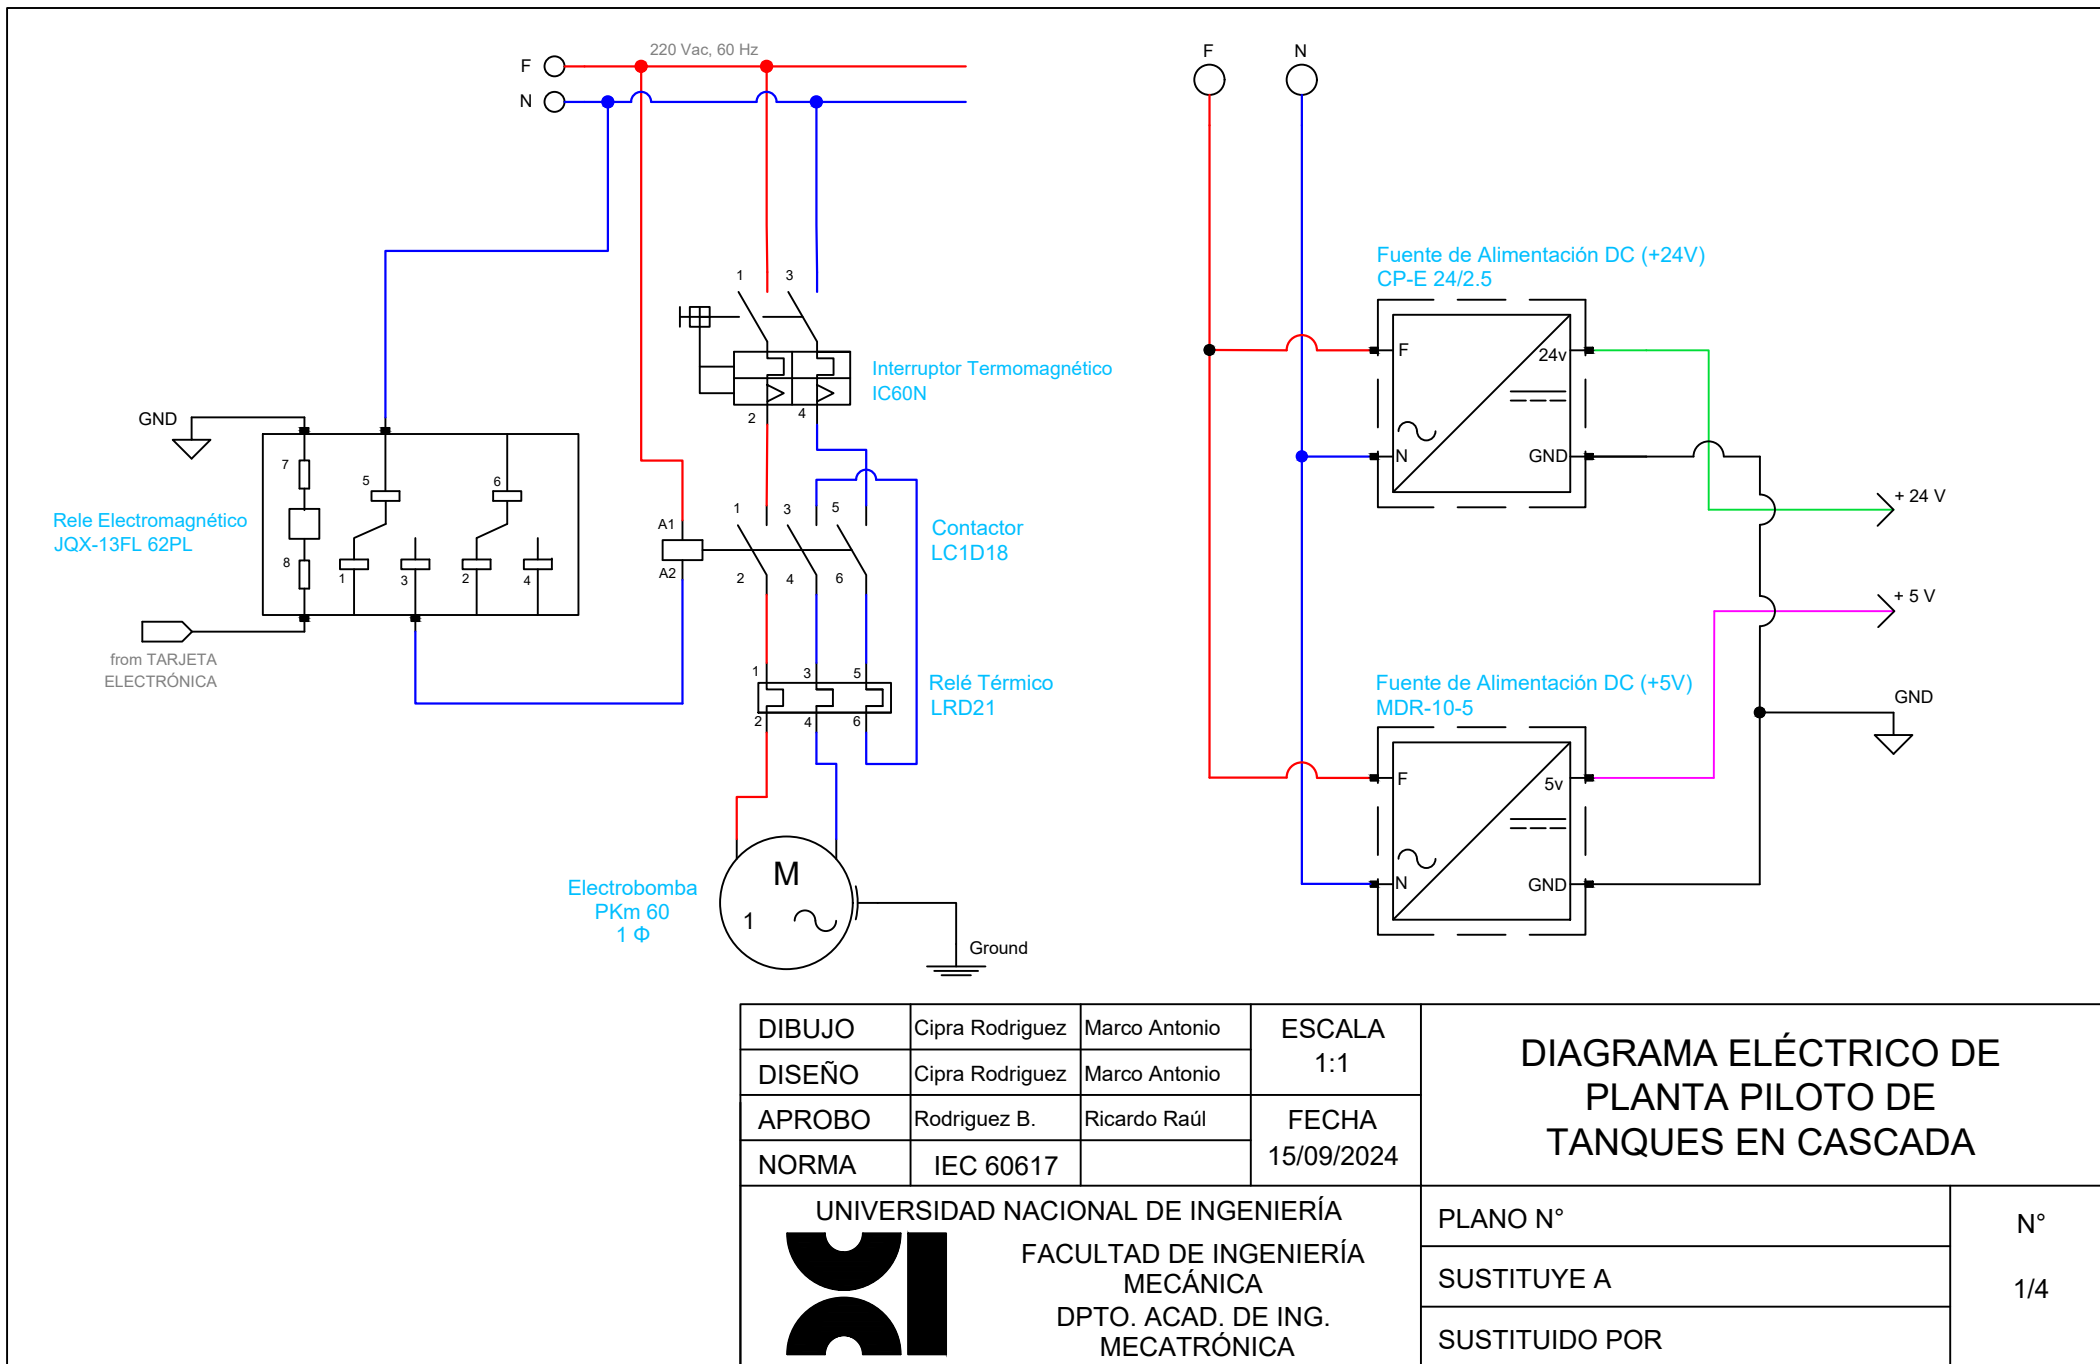 220 Vac, 60 Hz
F
N
F
N
1
3
Interruptor Termomagnético
IC60N
2
4
GND
7
5
6
8
1
3
2
4
Rele Electromagnético
JQX-13FL 62PL
from TARJETA
ELECTRÓNICA
A1
A2
1
3
5
2
4
6
Contactor
LC1D18
1
3
5
2
4
6
Relé Térmico
LRD21
M
1
Electrobomba
PKm 60
1 Φ
Ground
Fuente de Alimentación DC (+24V)
CP-E 24/2.5
F
24v
N
GND
+ 24 V
+ 5 V
GND
Fuente de Alimentación DC (+5V)
MDR-10-5
F
5v
N
GND
DIBUJO
Cipra Rodriguez
Marco Antonio
DISEÑO
Cipra Rodriguez
Marco Antonio
APROBO
Rodriguez B.
Ricardo Raúl
NORMA
IEC 60617
ESCALA
1:1
FECHA
15/09/2024
DIAGRAMA ELÉCTRICO DE
PLANTA PILOTO DE
TANQUES EN CASCADA
UNIVERSIDAD NACIONAL DE INGENIERÍA
FACULTAD DE INGENIERÍA
MECÁNICA
DPTO. ACAD. DE ING.
MECATRÓNICA
PLANO N°
SUSTITUYE A
SUSTITUIDO POR
N°
1/4